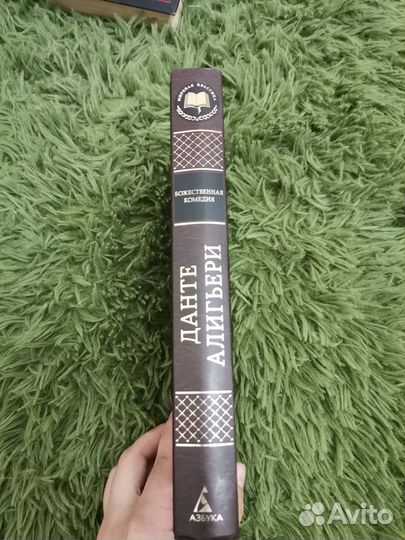 МИРОВАЯ КЛАССИКА
БОЖЕСТВЕННАЯ
КОМЕДИЯ
ДАНТЕ
АЛИГЬЕРИ
АЗБУКА
Avito